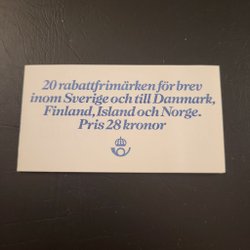 20 rabattfrimärken för brev
inom Sverige och till Danmark,
Finland, Island och Norge.
Pris 28 kronor